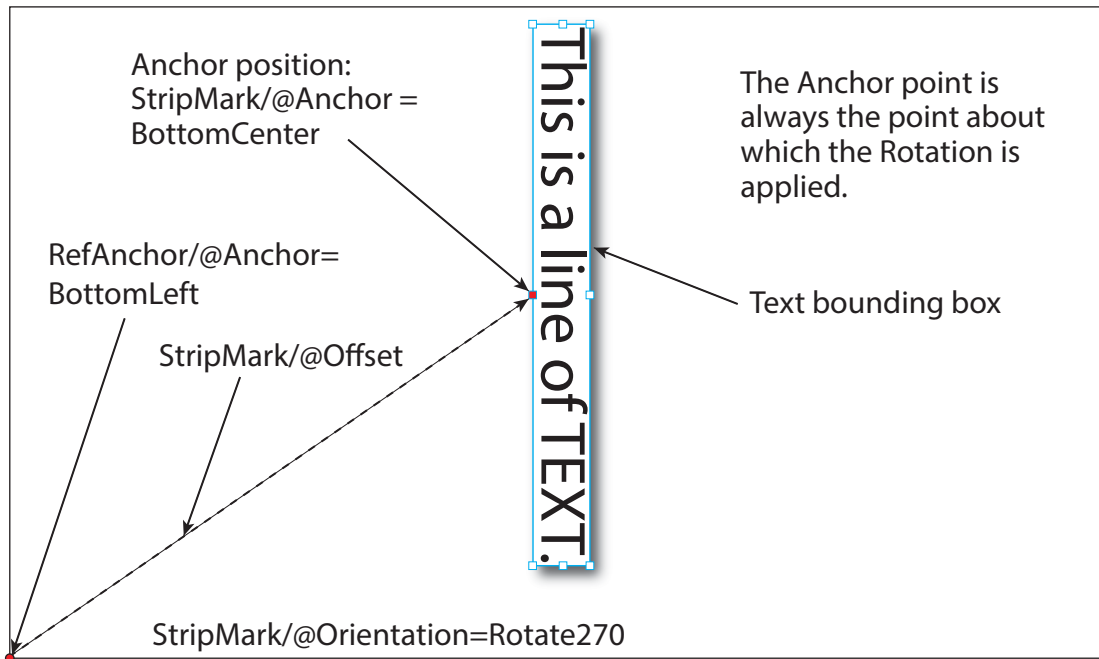 Anchor position:
StripMark/@Anchor =
BottomCenter
This is a line of TEXT.
The Anchor point is
always the point about
which the Rotation is
applied.
RefAnchor/@Anchor=
BottomLeft
Text bounding box
StripMark/@Offset
StripMark/@Orientation=Rotate270